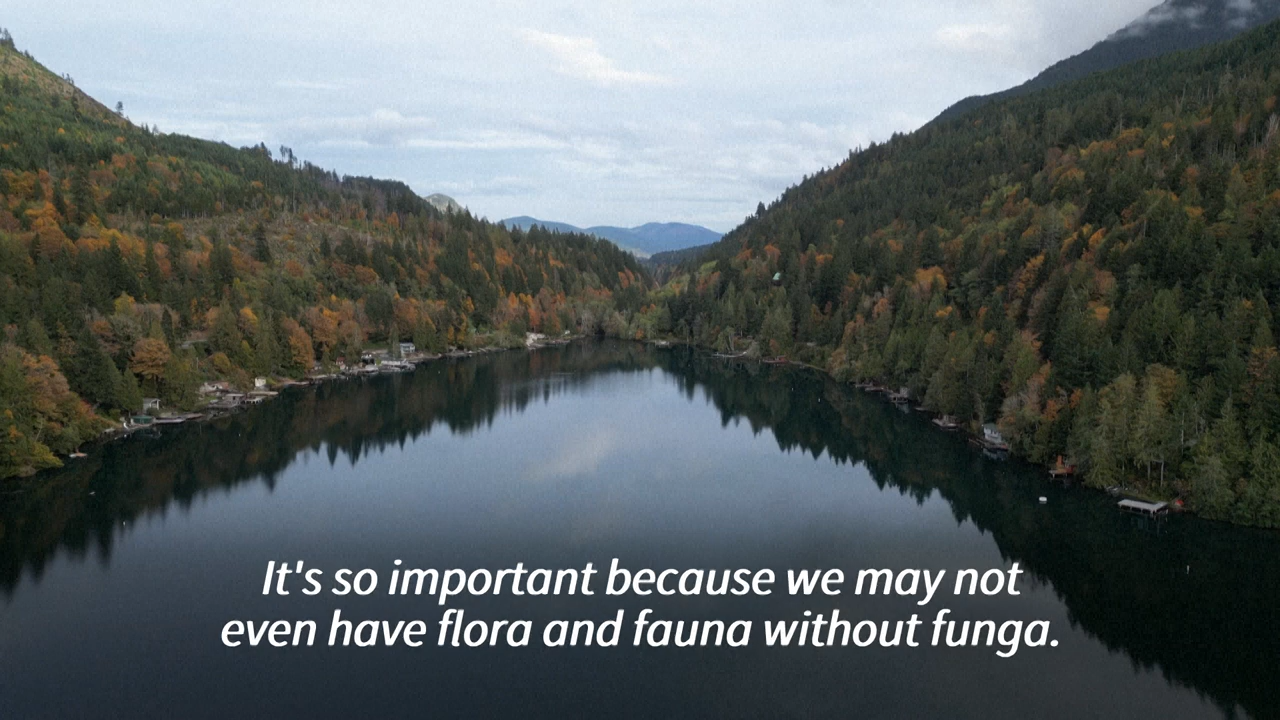 It's so important because we may not
even have flora and fauna without funga.